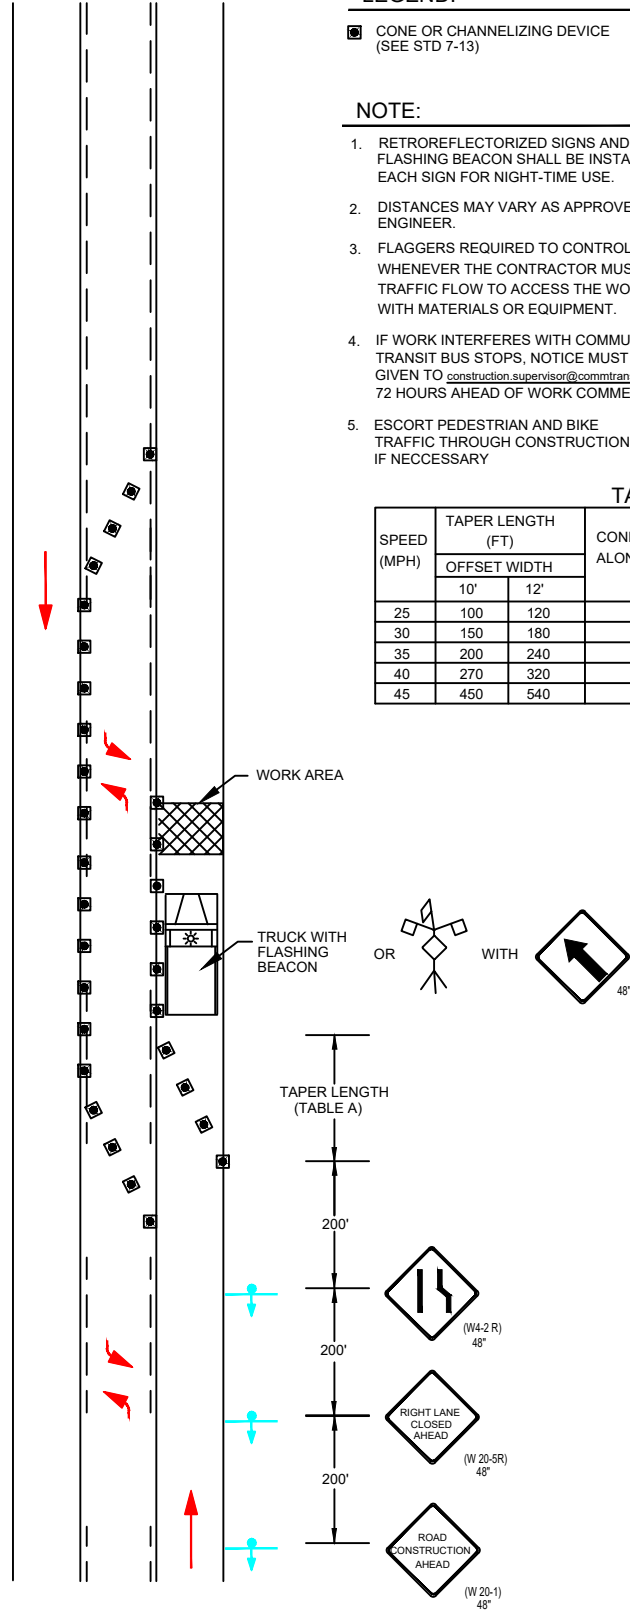 LEGEND:
CONE OR CHANNELIZING DEVICE
(SEE STD 7-13)
NOTE:
1. RETROREFLECTORIZED SIGNS AND
FLASHING BEACON SHALL BE INSTA
EACH SIGN FOR NIGHT-TIME USE.
2. DISTANCES MAY VARY AS APPROVE
ENGINEER.
3. FLAGGERS REQUIRED TO CONTROL
WHENEVER THE CONTRACTOR MUS
TRAFFIC FLOW TO ACCESS THE WO
WITH MATERIALS OR EQUIPMENT.
4. IF WORK INTERFERES WITH COMMU
TRANSIT BUS STOPS, NOTICE MUST
GIVEN TO construction.supervisor@commtran
72 HOURS AHEAD OF WORK COMME
5. ESCORT PEDESTRIAN AND BIKE
TRAFFIC THROUGH CONSTRUCTION
IF NECCESSARY
TA
SPEED
(MPH)
TAPER LENGTH
(FT)
OFFSET WIDTH
10' 12'
CON
ALON
25 100 120
30 150 180
35 200 240
40 270 320
45 450 540
WORK AREA
TRUCK WITH
FLASHING
BEACON
OR
WITH
48"
TAPER LENGTH
(TABLE A)
200'
(W4-2 R)
48"
200'
RIGHT LANE
CLOSED
AHEAD
(W 20-5R)
48"
200'
ROAD
CONSTRUCTION
AHEAD
(W 20-1)
48"